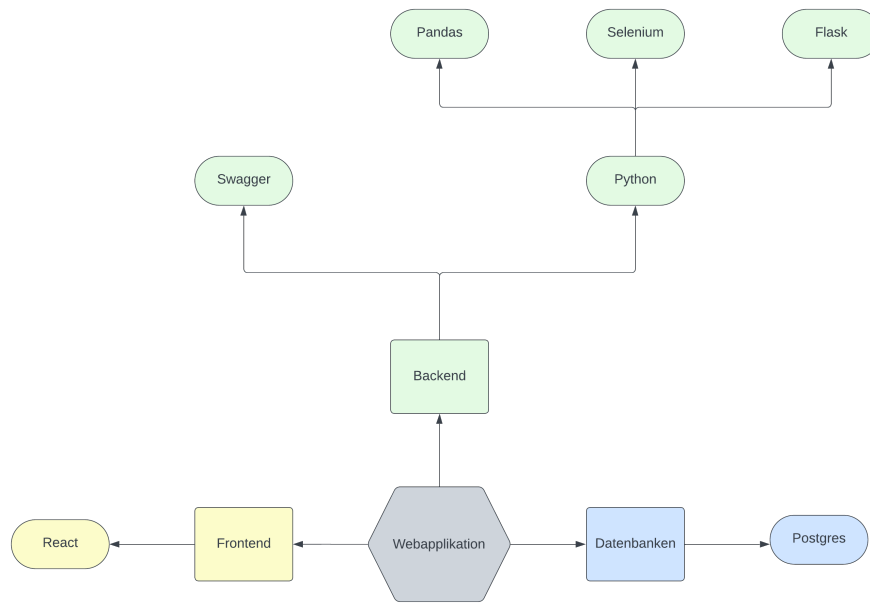 Pandas
Selenium
Flask
Swagger
Python
Backend
React
Frontend
Webapplikation
Datenbanken
Postgres